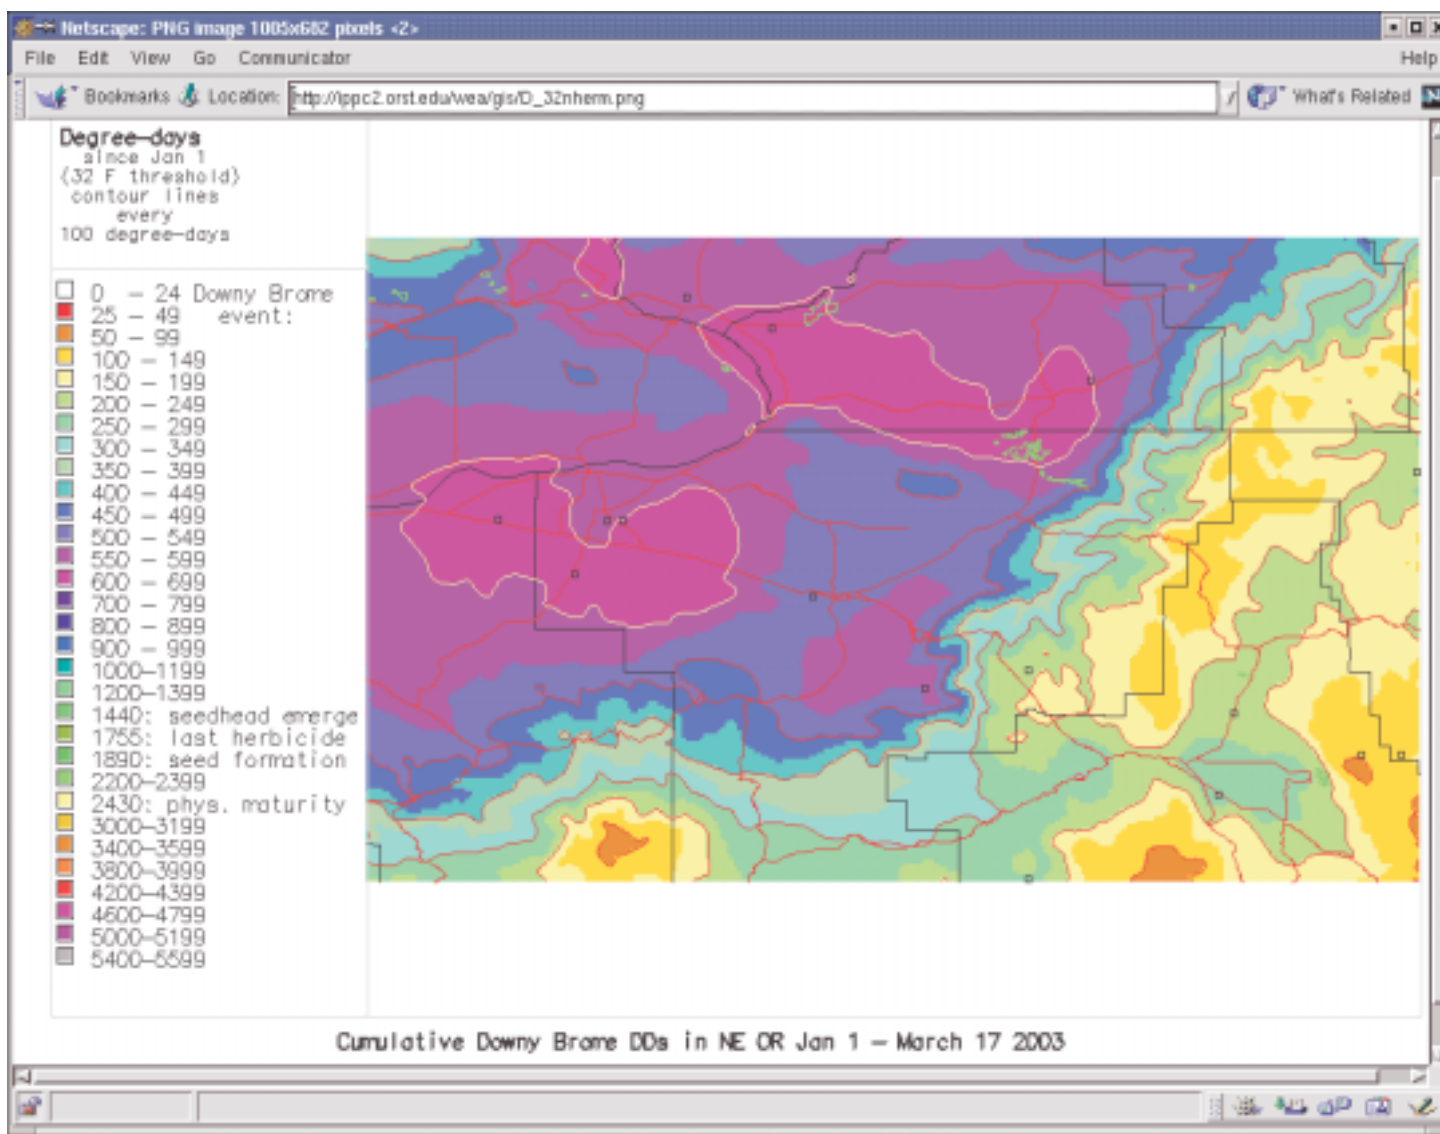 Netscape: PNG image 1005x682 pixels <2>
File Edit View Go Communicator Help
Bookmarks Location: http://ippc2.orst.edu/wea/gis/D_32nherm.png What's Related
Degree-days
since Jan 1
(32 F threshold)
contour lines
every
100 degree-days
0 - 24 Downy Brome
25 - 49 event:
50 - 99
100 - 149
150 - 199
200 - 249
250 - 299
300 - 349
350 - 399
400 - 449
450 - 499
500 - 549
550 - 599
600 - 699
700 - 799
800 - 899
900 - 999
1000-1199
1200-1399
1440: seedhead emerge
1755: last herbicide
1890: seed formation
2200-2399
2430: phys. maturity
3000-3199
3400-3599
3800-3999
4200-4399
4600-4799
5000-5199
5400-5599
Cumulative Downy Brome DDs in NE OR Jan 1 - March 17 2003